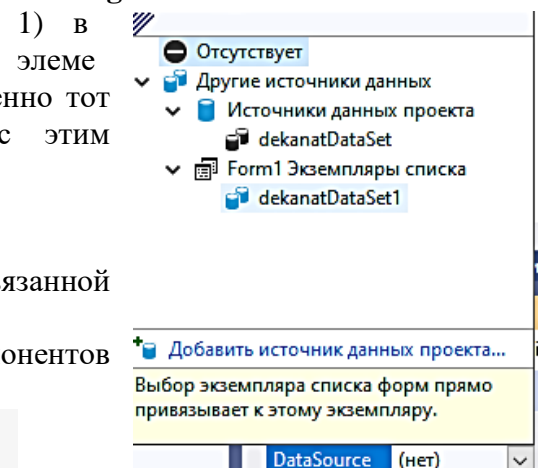 1) в
Отсутствует
элеме
Другие источники данных
енно тот
Источники данных проекта
с этим
dekanatDataSet
Form1 Экземпляры списка
dekanatDataSet1
язанной
Добавить источник данных проекта...
понентов
Выбор экземпляра списка форм прямо
привязывает к этому экземпляру.
DataSource (нет)